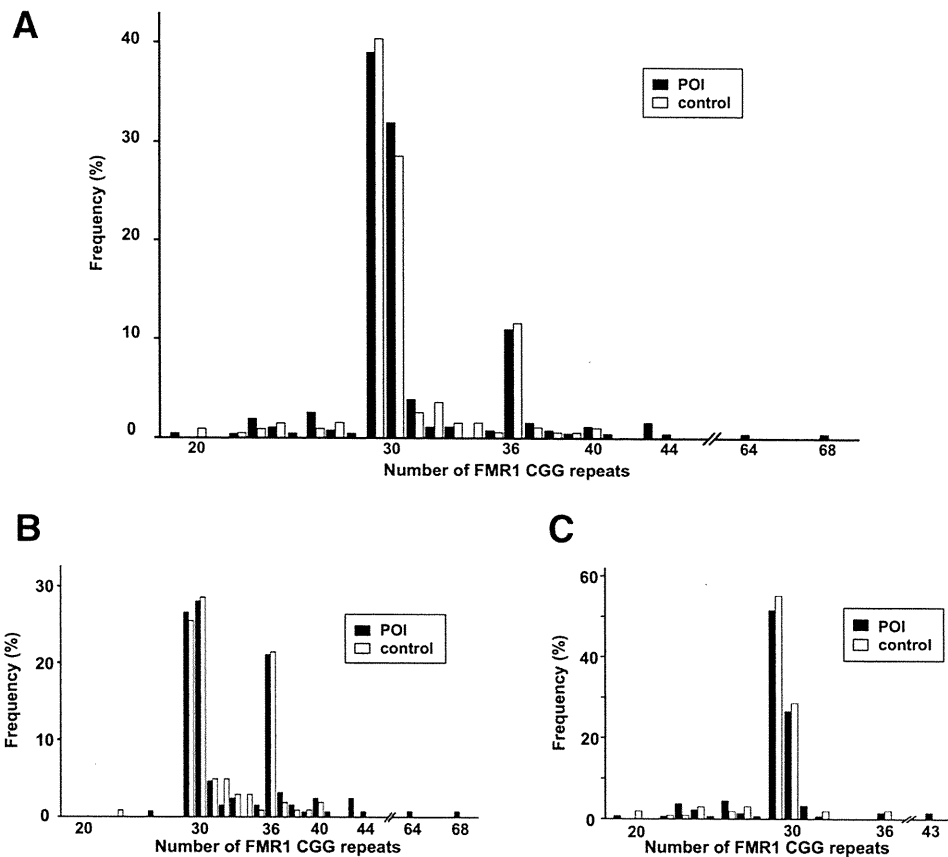 A
40
30
20
10
0
Frequency (%)
POI
control
20 30 36 40 44 64 68
Number of FMR1 CGG repeats
B
30
20
10
0
Frequency (%)
POI
control
20 30 36 40 44 64 68
Number of FMR1 CGG repeats
C
60
40
20
0
Frequency (%)
POI
control
20 30 36 43
Number of FMR1 CGG repeats